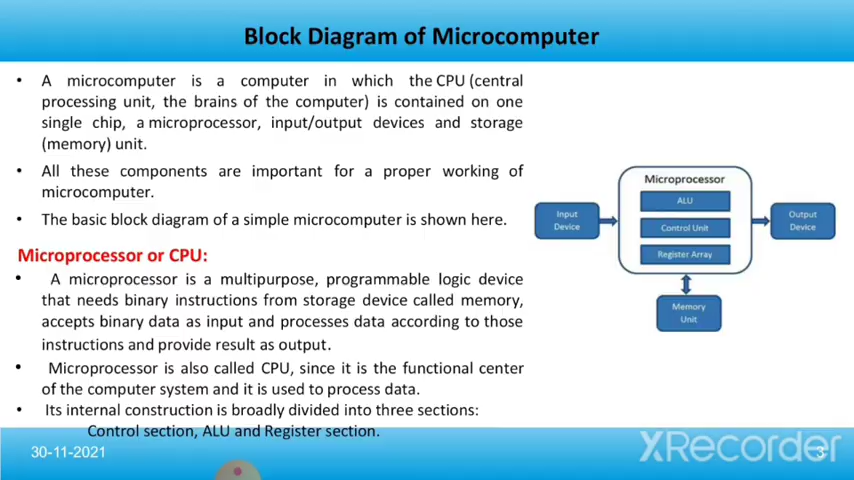 Block Diagram of Microcomputer
• A microcomputer is a computer in which the CPU (central
processing unit, the brains of the computer) is contained on one
single chip, a microprocessor, input/output devices and storage
(memory) unit.
• All these components are important for a proper working of
microcomputer.
• The basic block diagram of a simple microcomputer is shown here.
Microprocessor or CPU:
• A microprocessor is a multipurpose, programmable logic device
that needs binary instructions from storage device called memory,
accepts binary data as input and processes data according to those
instructions and provide result as output.
• Microprocessor is also called CPU, since it is the functional center
of the computer system and it is used to process data.
• Its internal construction is broadly divided into three sections:
Control section, ALU and Register section.
Microprocessor
ALU
Control Unit
Register Array
Input
Device
Output
Device
Memory
Unit
30-11-2021
3
XRecorder